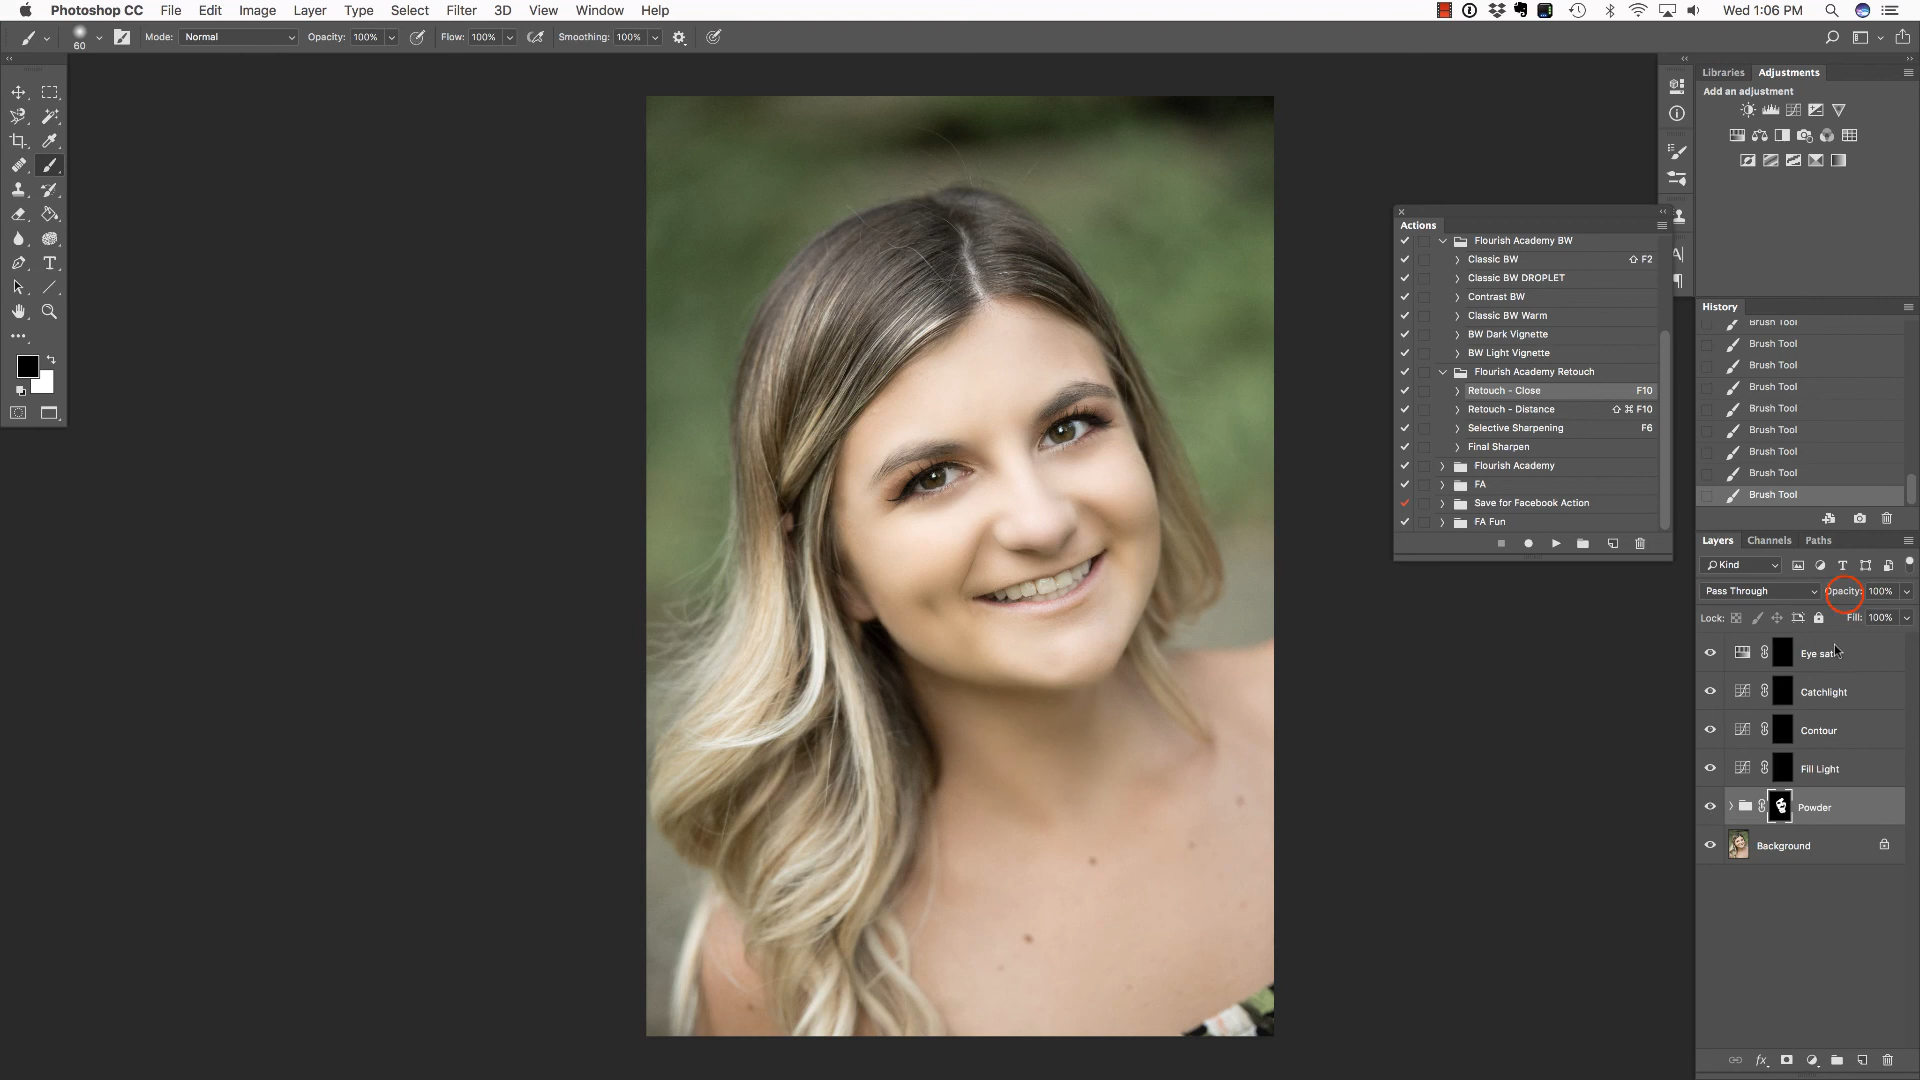 Photoshop CC File Edit Image Layer Type Select Filter 3D View Window Help Wed 1:06 PM
60 Mode: Normal Opacity: 100% Flow: 100% Smoothing: 100%
Libraries Adjustments
Add an adjustment
Actions
Flourish Academy BW
Classic BW F2
Classic BW DROPLET
Contrast BW
Classic BW Warm
BW Dark Vignette
BW Light Vignette
Flourish Academy Retouch
Retouch - Close F10
Retouch - Distance ⇧ ⌘ F10
Selective Sharpening F6
Final Sharpen
Flourish Academy
FA
Save for Facebook Action
FA Fun
History
Brush Tool
Brush Tool
Brush Tool
Brush Tool
Brush Tool
Brush Tool
Brush Tool
Brush Tool
Brush Tool
Layers Channels Paths
Kind
Pass Through Opacity: 100%
Lock: Fill: 100%
Eye sat
Catchlight
Contour
Fill Light
Powder
Background